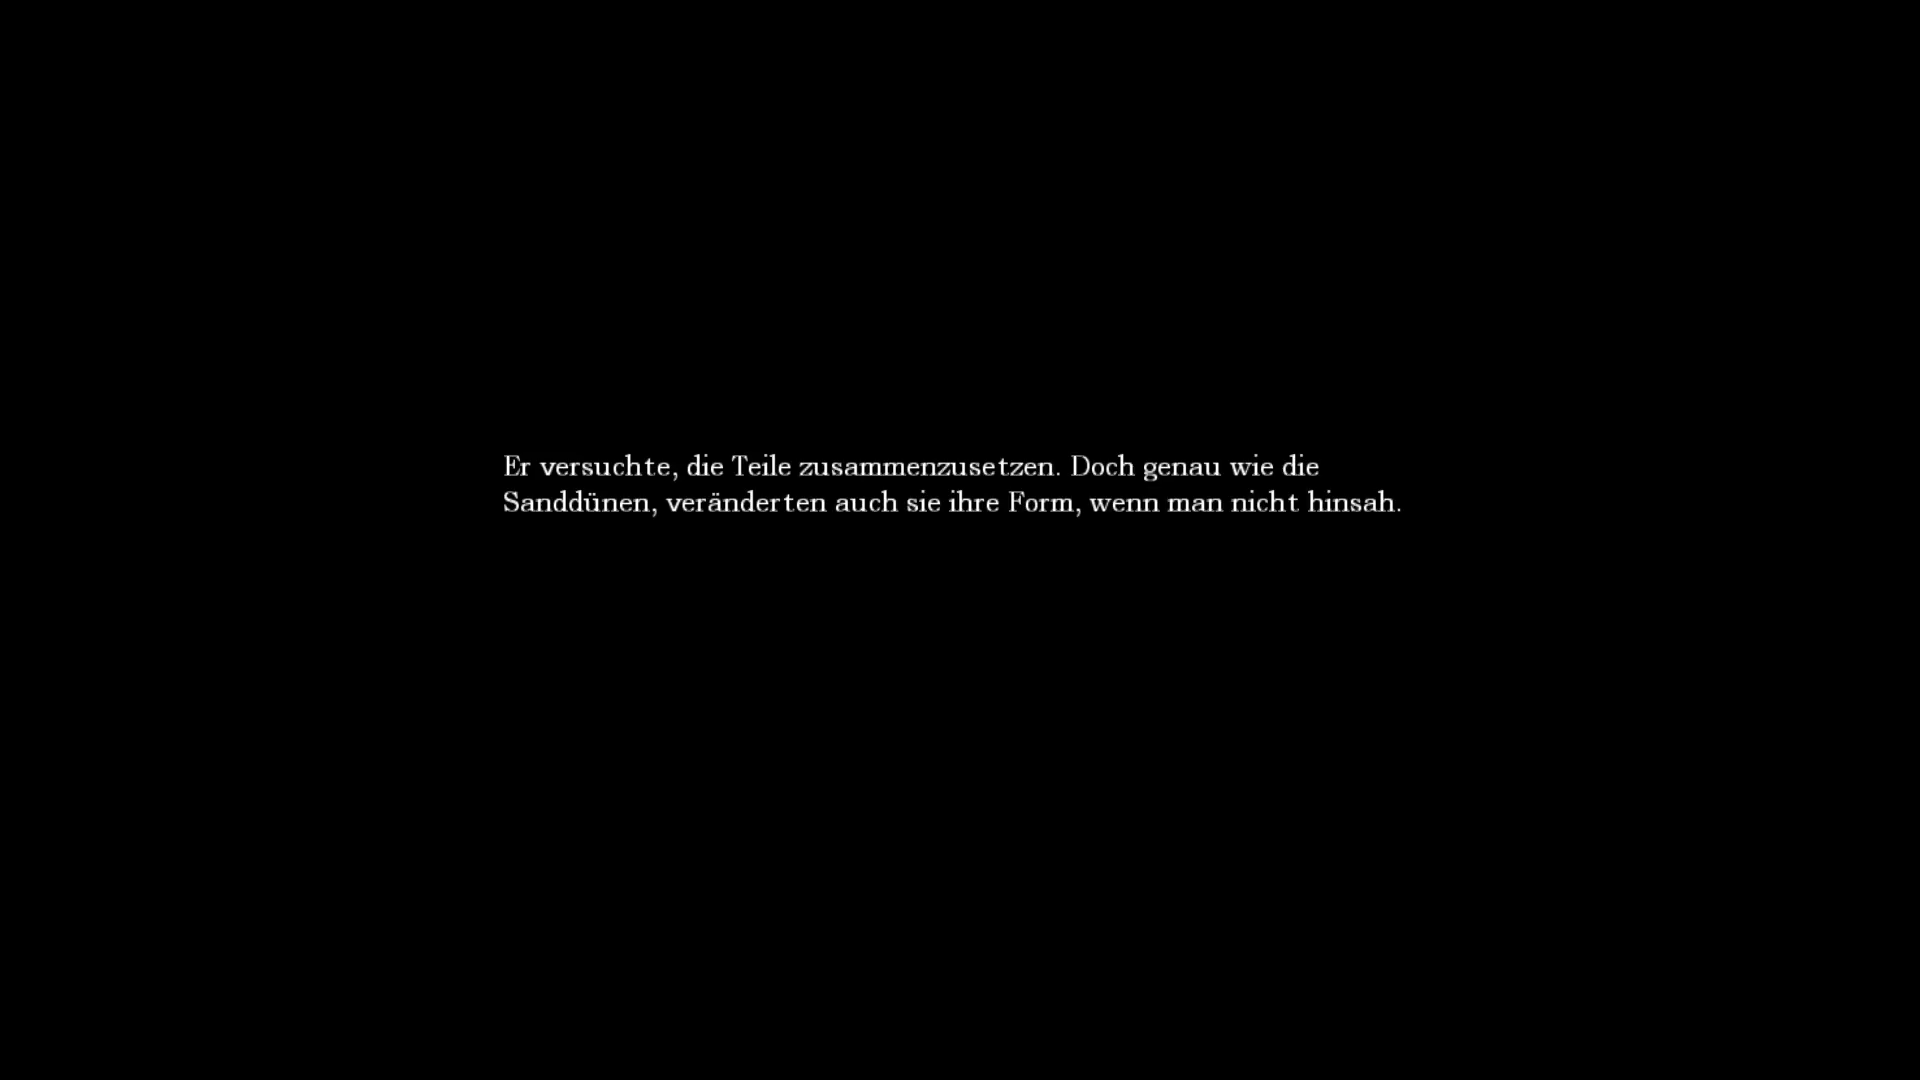 Er versuchte, die Teile zusammenzusetzen. Doch genau wie die
Sanddünen, veränderten auch sie ihre Form, wenn man nicht hinsah.